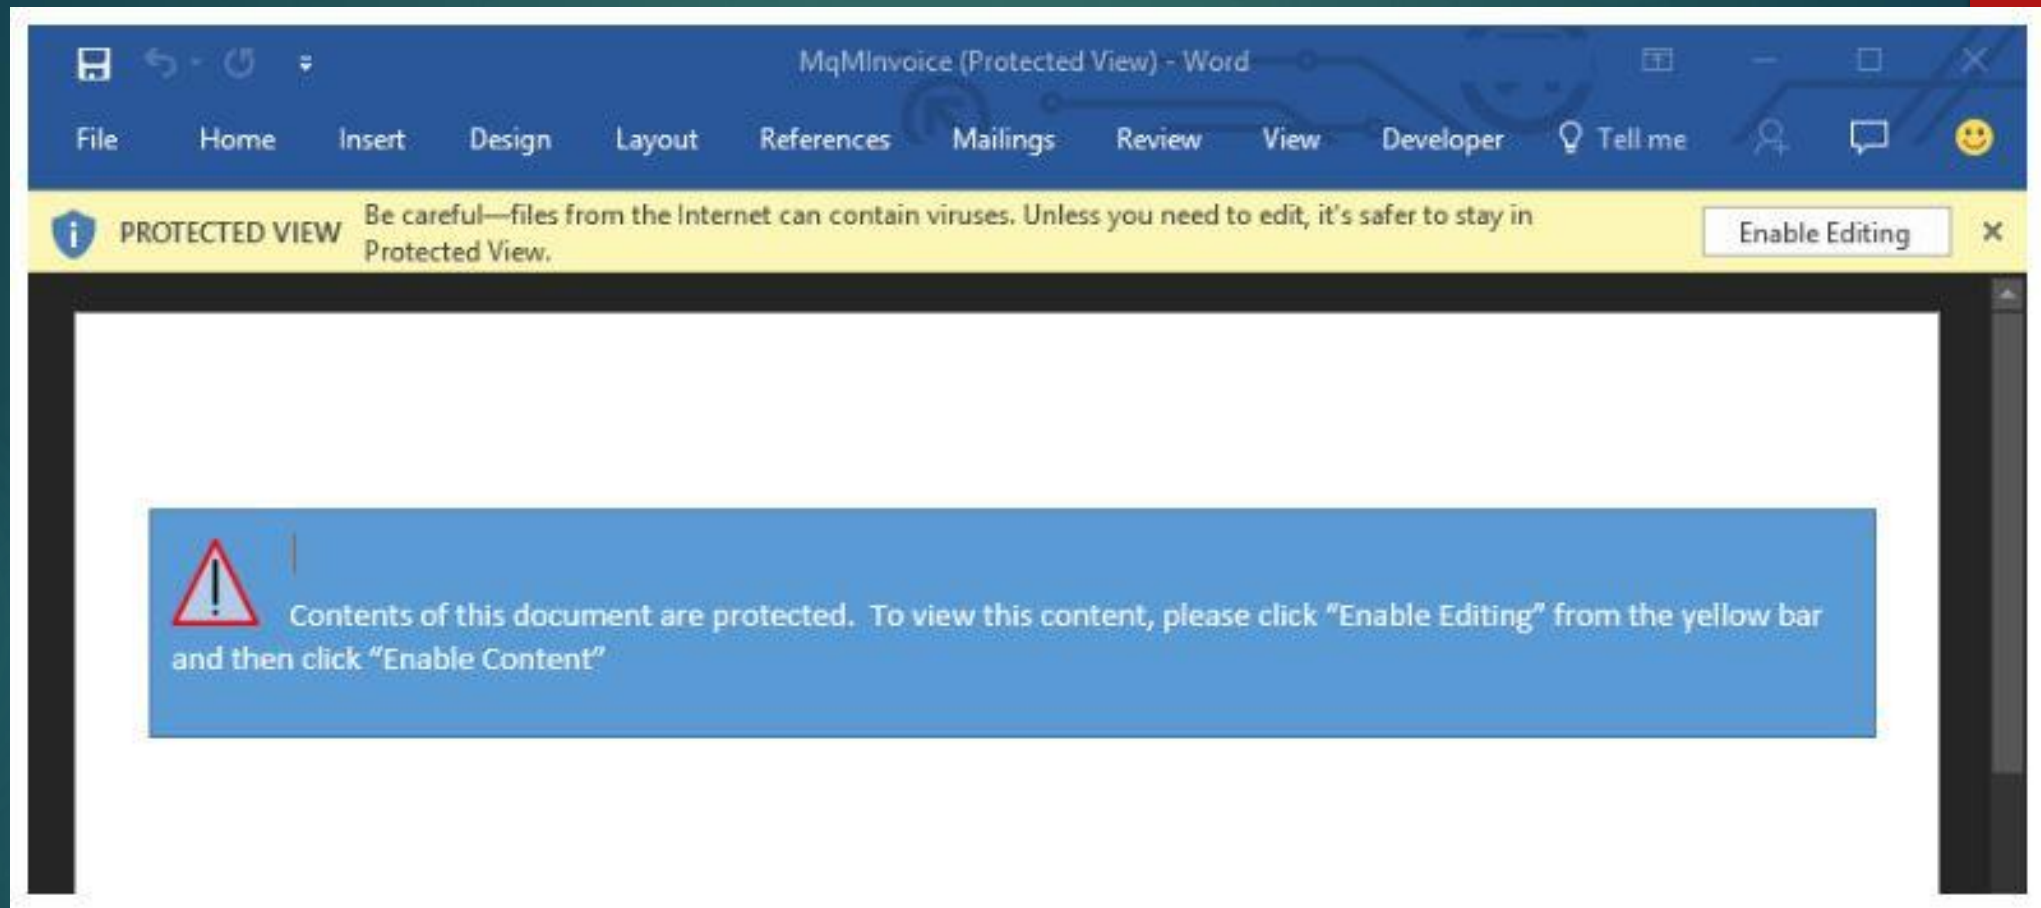 MqMInvoice (Protected View) - Word
File Home Insert Design Layout References Mailings Review View Developer Tell me
PROTECTED VIEW Be careful—files from the Internet can contain viruses. Unless you need to edit, it's safer to stay in
Protected View.
Enable Editing
Contents of this document are protected. To view this content, please click “Enable Editing” from the yellow bar
and then click “Enable Content”